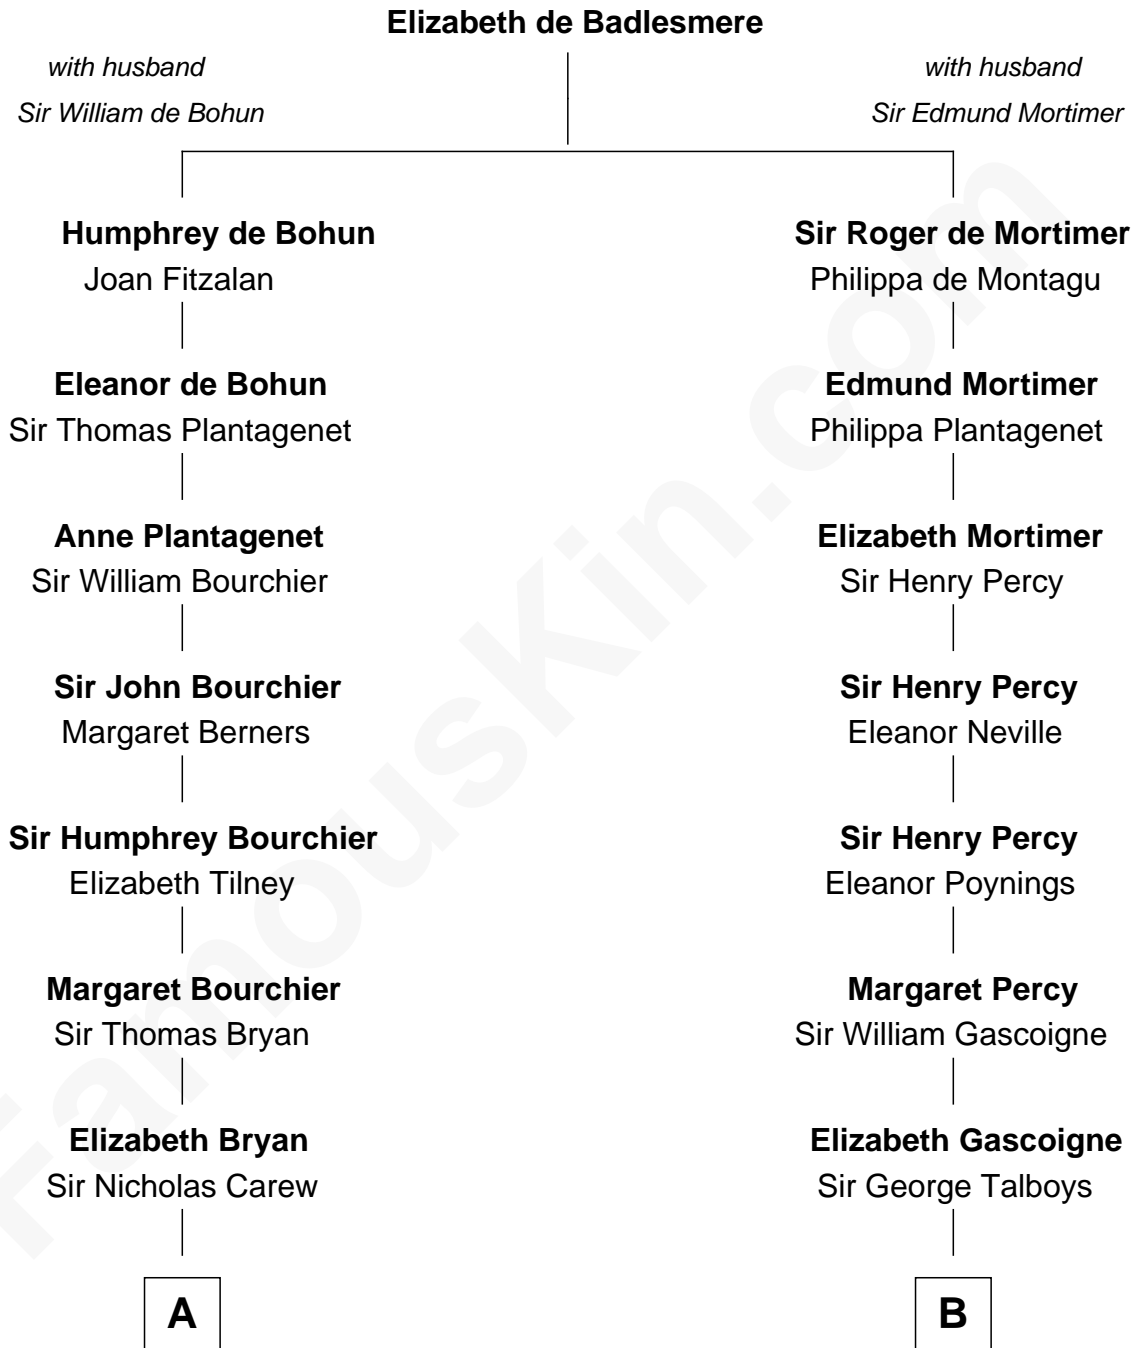 Elizabeth de Badlesmere
with husband
Sir William de Bohun
with husband
Sir Edmund Mortimer
Humphrey de Bohun
Joan Fitzalan
Sir Roger de Mortimer
Philippa de Montagu
Eleanor de Bohun
Sir Thomas Plantagenet
Edmund Mortimer
Philippa Plantagenet
Anne Plantagenet
Sir William Bourchier
Elizabeth Mortimer
Sir Henry Percy
Sir John Bourchier
Margaret Berners
Sir Henry Percy
Eleanor Neville
Sir Humphrey Bourchier
Elizabeth Tilney
Sir Henry Percy
Eleanor Poynings
Margaret Bourchier
Sir Thomas Bryan
Margaret Percy
Sir William Gascoigne
Elizabeth Bryan
Sir Nicholas Carew
Elizabeth Gascoigne
Sir George Talboys
A
B
FamousKin.com